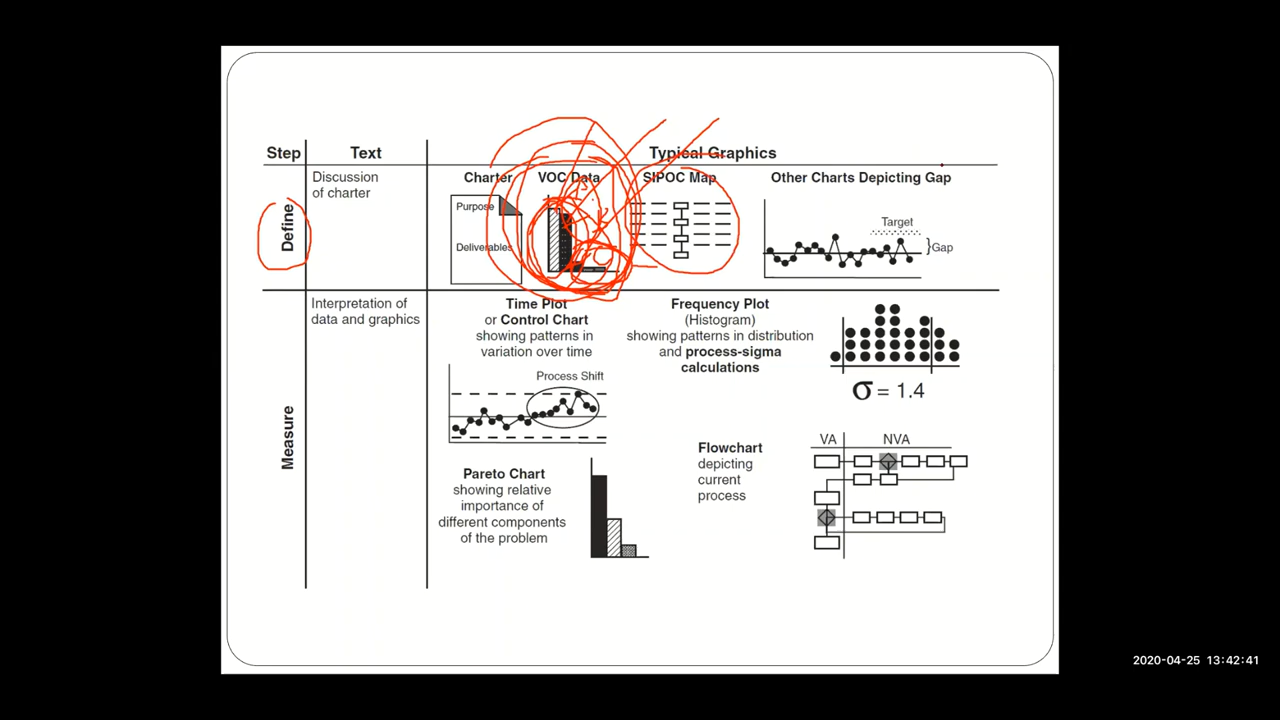 Step Text Typical Graphics
Define
Discussion
of charter
Charter
Purpose
Deliverables
VOC Data
SIPOC Map
Other Charts Depicting Gap
Target
Gap
Measure
Interpretation of
data and graphics
Time Plot
or Control Chart
showing patterns in
variation over time
Process Shift
Frequency Plot
(Histogram)
showing patterns in distribution
and process-sigma
calculations
σ = 1.4
Pareto Chart
showing relative
importance of
different components
of the problem
Flowchart
depicting
current
process
VA NVA
2020-04-25 13:42:41